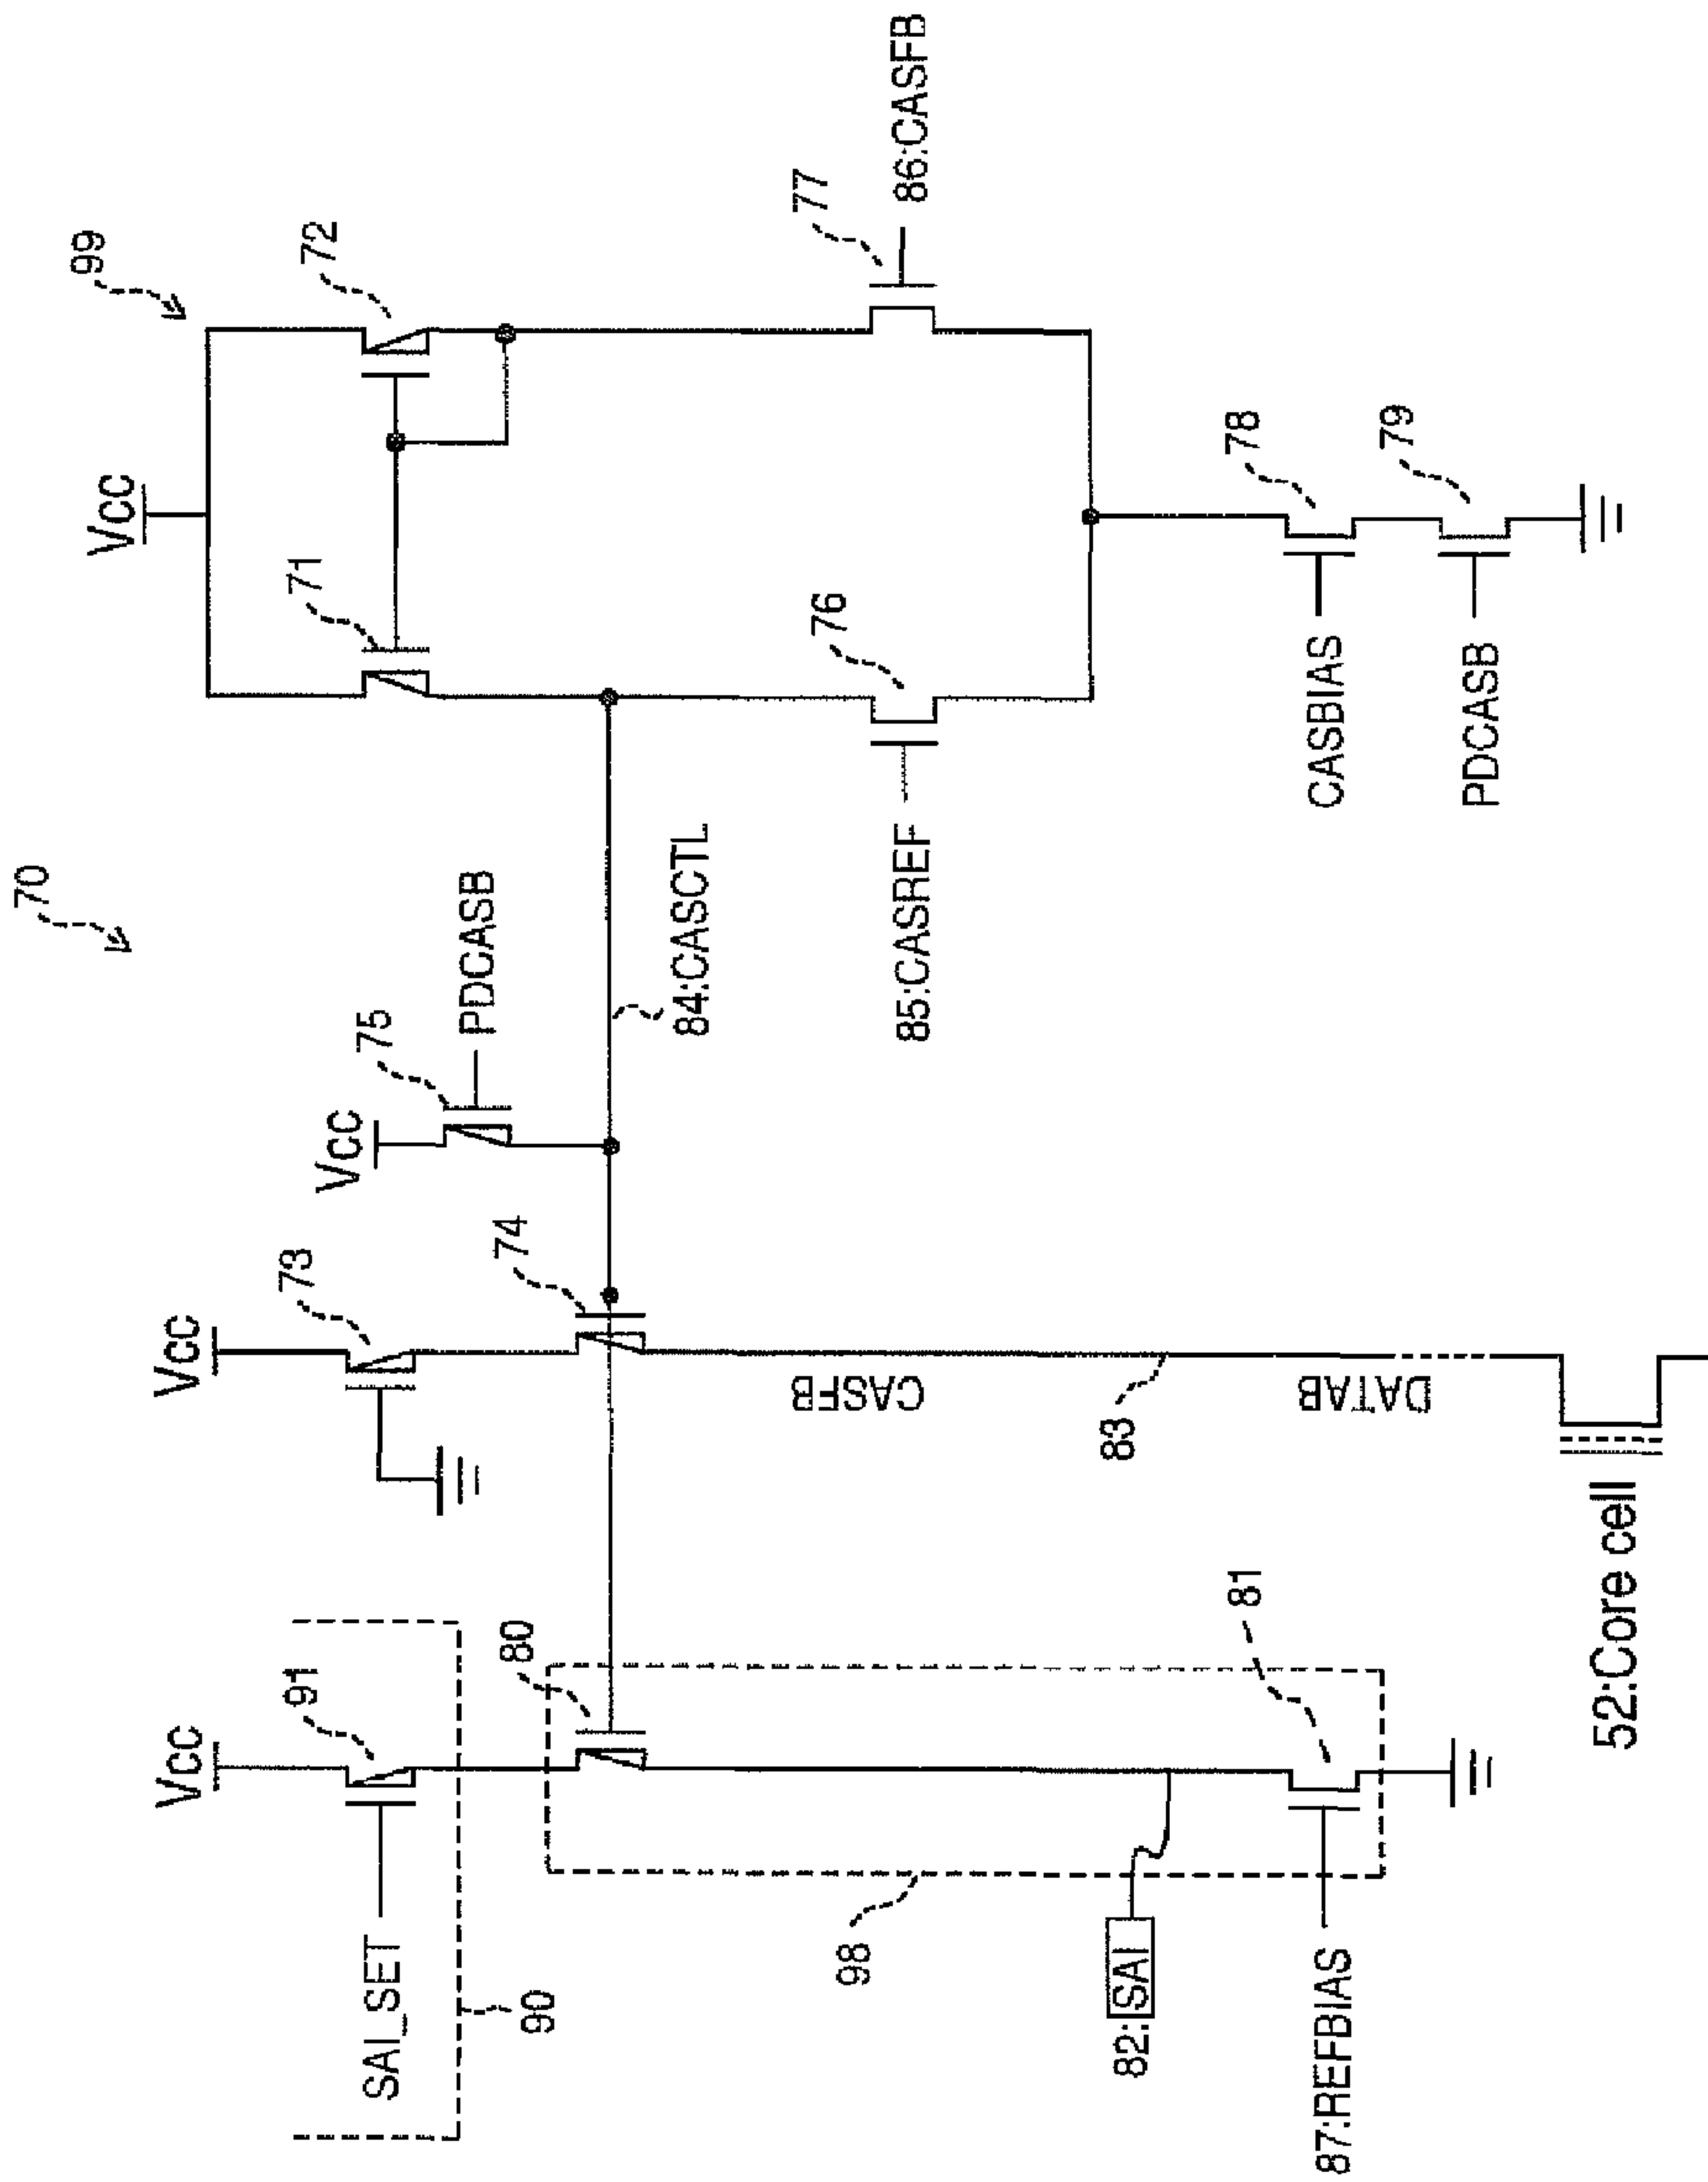 70
99
Vcc
71
72
Vcc
SAI_SET
91
90
Vcc
73
74
Vcc
75
PDCASB
84:CASCTL
80
98
82:SAI
87:REFBIAS
81
CASFB
83
DATAB
52:Core cell
85:CASREF
76
77
86:CASFB
CASBIAS
78
PDCASB
79